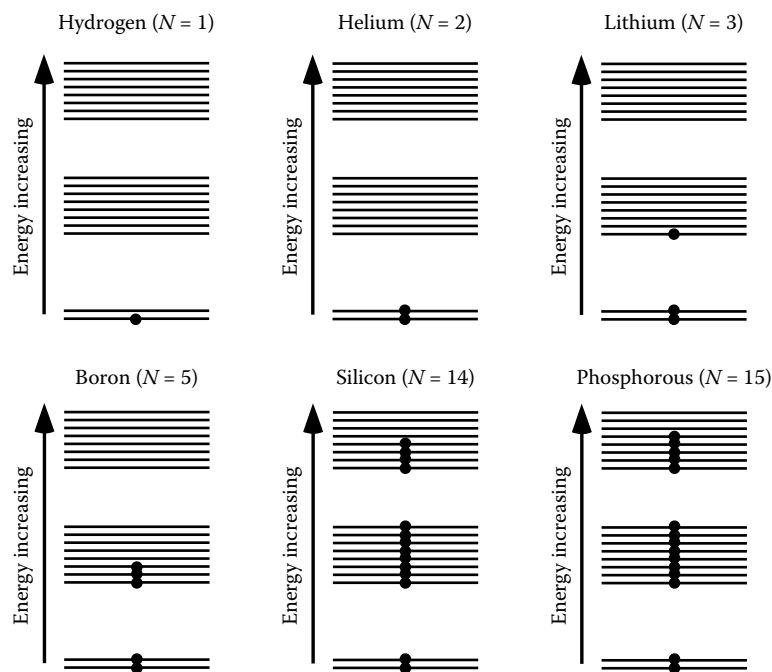 Hydrogen (N = 1)
Helium (N = 2)
Lithium (N = 3)
Energy increasing
Energy increasing
Energy increasing
Boron (N = 5)
Silicon (N = 14)
Phosphorous (N = 15)
Energy increasing
Energy increasing
Energy increasing